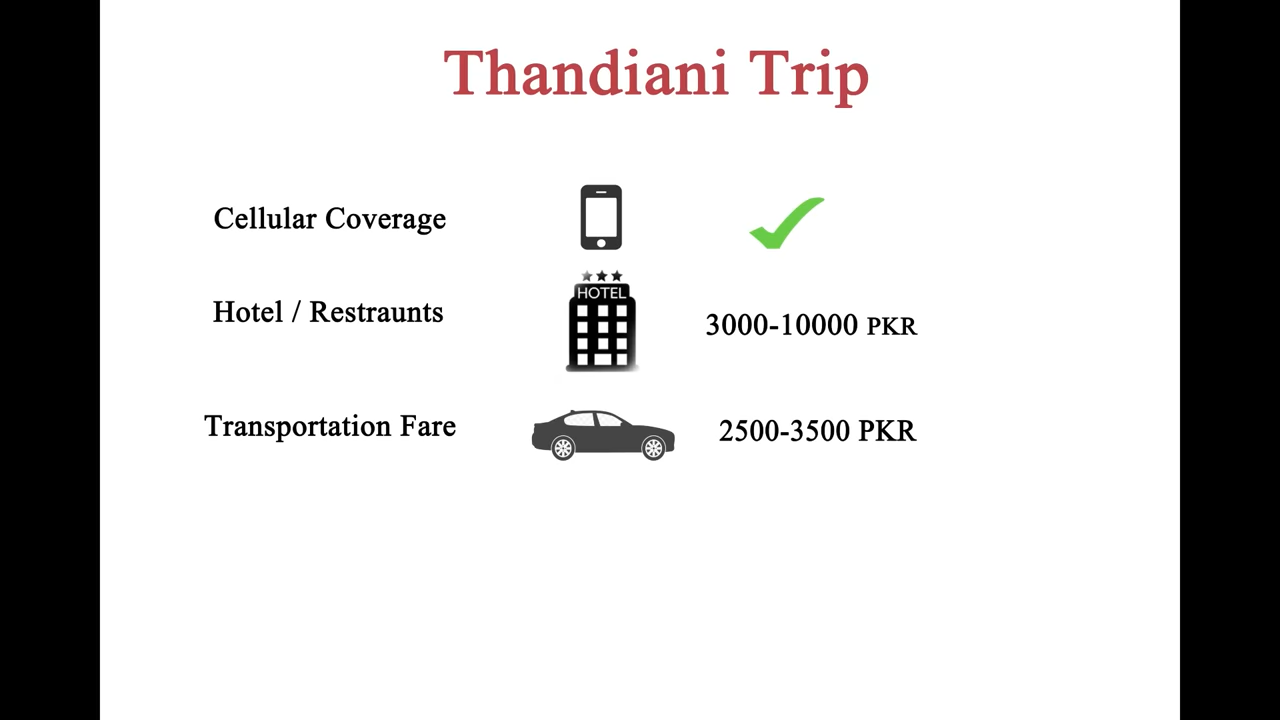 Thandiani Trip
Cellular Coverage
HOTEL
Hotel / Restraunts
3000-10000 PKR
Transportation Fare
2500-3500 PKR